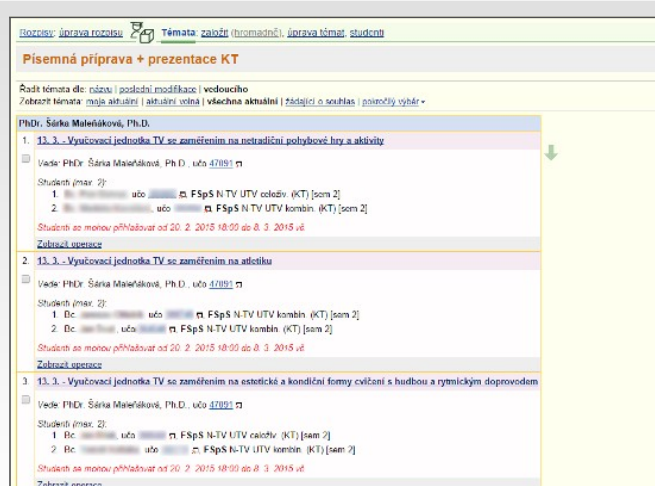 Rozpisy: úprava rozpisu Témata: založit (hromadně), úprava témat, studenti
Písemná příprava + prezentace KT
Řadit témata dle: názvu | poslední modifikace | vedoucího
Zobrazit témata: moje aktuální | aktuální volná | všechna aktuální | žádající o souhlas | pokročilý výběr
PhDr. Šárka Maleňáková, Ph.D.
1. 13. 3. - Vyučovací jednotka TV se zaměřením na netradiční pohybové hry a aktivity
Vede: PhDr. Šárka Maleňáková, Ph.D., učo 47091
Studenti (max. 2):
1. učo FSpS N-TV UTV celoživ. (KT) [sem 2]
2. učo FSpS N-TV UTV kombin. (KT) [sem 2]
Studenti se mohou přihlašovat od 20. 2. 2015 18:00 do 8. 3. 2015 vč.
Zobrazit operace
2. 13. 3. - Vyučovací jednotka TV se zaměřením na atletiku
Vede: PhDr. Šárka Maleňáková, Ph.D., učo 47091
Studenti (max. 2):
1. Bc. učo FSpS N-TV UTV kombin. (KT) [sem 2]
2. Bc. , učo FSpS N-TV UTV kombin. (KT) [sem 2]
Studenti se mohou přihlašovat od 20. 2. 2015 18:00 do 8. 3. 2015 vč.
Zobrazit operace
3. 13. 3. - Vyučovací jednotka TV se zaměřením na estetické a kondiční formy cvičení s hudbou a rytmickým doprovodem
Vede: PhDr. Šárka Maleňáková, Ph.D., učo 47091
Studenti (max. 2):
1. Bc. , učo FSpS N-TV UTV celoživ. (KT) [sem 2]
2. Bc. učo FSpS N-TV UTV kombin. (KT) [sem 2]
Studenti se mohou přihlašovat od 20. 2. 2015 18:00 do 8. 3. 2015 vč.
Zobrazit operace